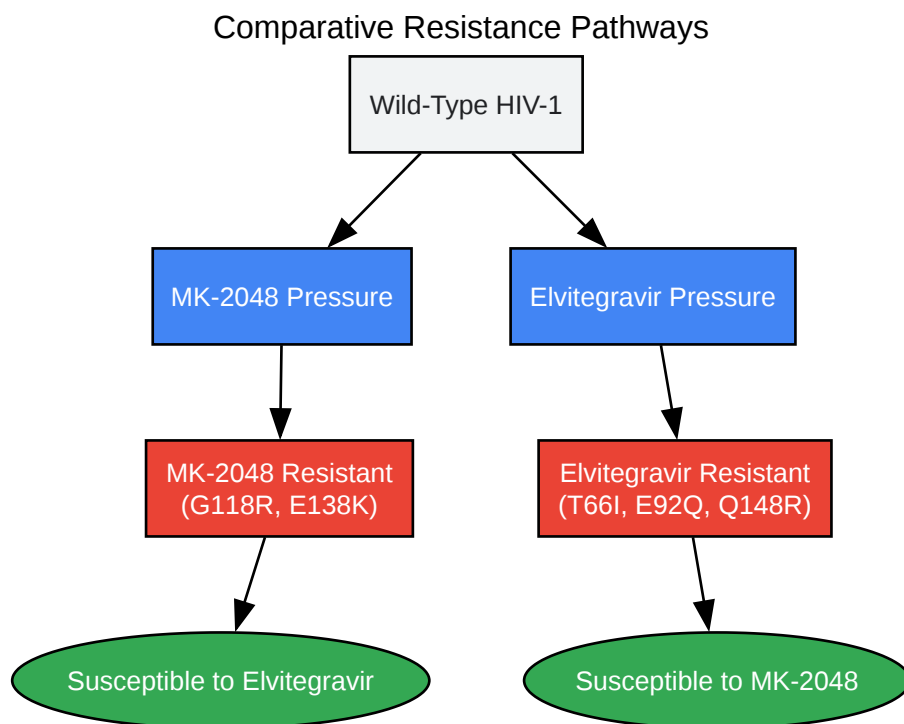 Comparative Resistance Pathways
Wild-Type HIV-1
MK-2048 Pressure
Elvitegravir Pressure
MK-2048 Resistant
(G118R, E138K)
Elvitegravir Resistant
(T66I, E92Q, Q148R)
Susceptible to Elvitegravir
Susceptible to MK-2048